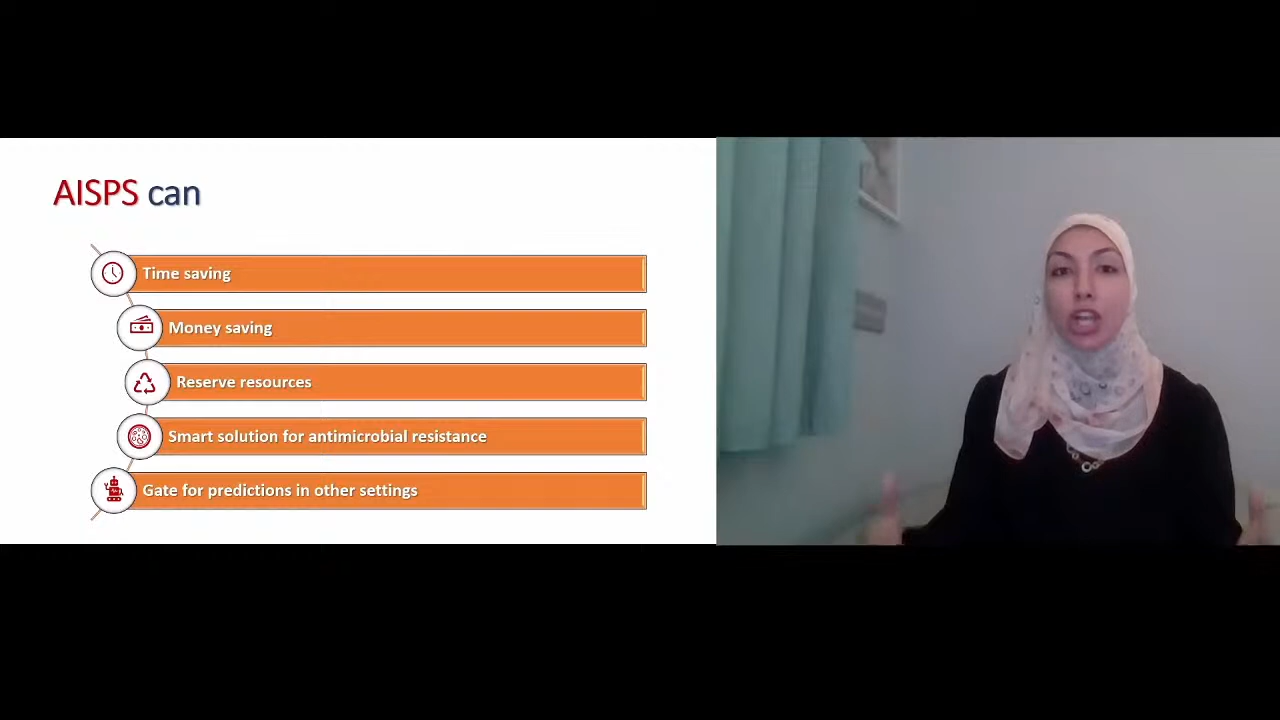 AISPS can
Time saving
Money saving
Reserve resources
Smart solution for antimicrobial resistance
Gate for predictions in other settings